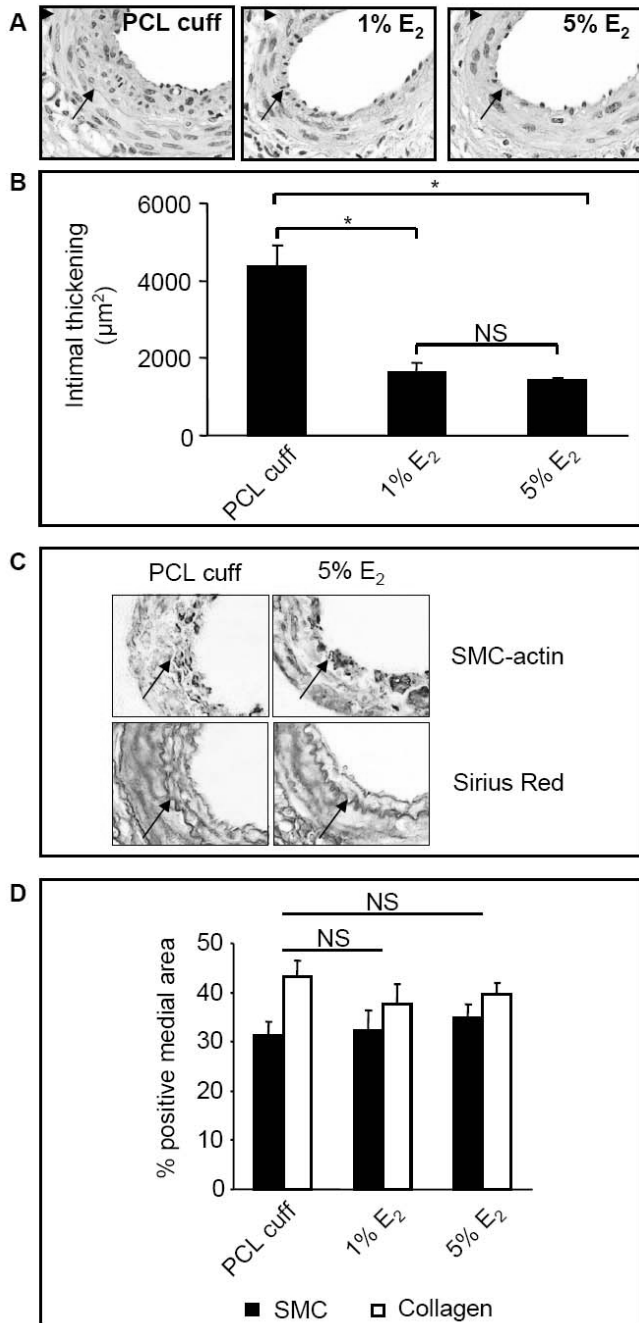 A
PCL cuff
1% E₂
5% E₂
B
Intimal thickening
(µm²)
6000
4000
2000
0
*
*
NS
PCL cuff
1% E₂
5% E₂
C
PCL cuff
5% E₂
SMC-actin
Sirius Red
D
% positive medial area
50
40
30
20
10
0
NS
NS
PCL cuff
1% E₂
5% E₂
SMC
Collagen